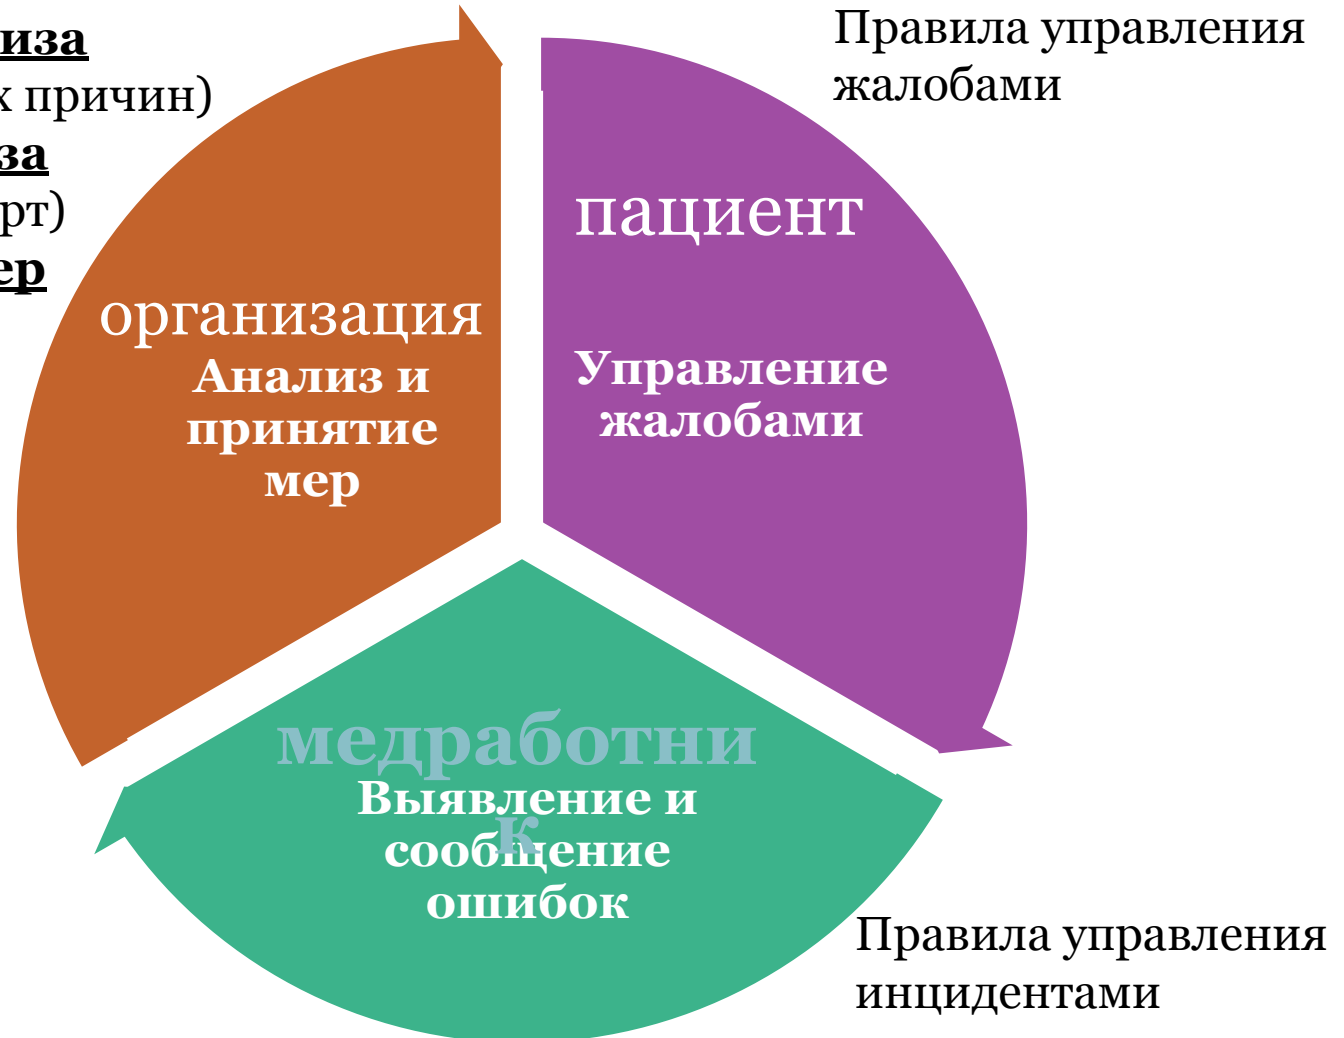 иза
х причин)
за
рт)
ер
Правила управления
жалобами
пациент
Управление
жалобами
организация
Анализ и
принятие
мер
медработни
к
Выявление и
сообщение
ошибок
Правила управления
инцидентами